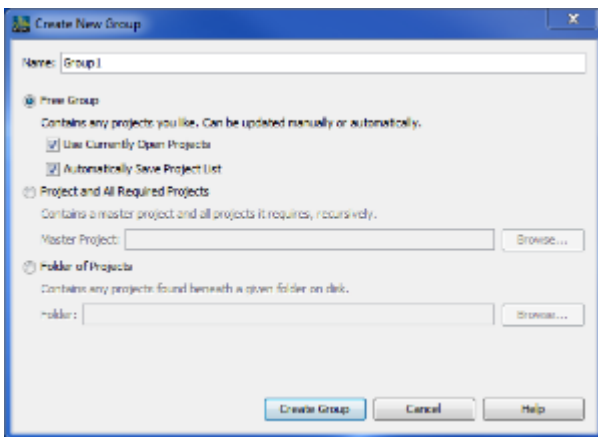 Create New Group
Name: Group 1
Free Group
Contains any projects you like. Can be updated manually or automatically.
Use Currently Open Projects
Automatically Save Project List
Project and All Required Projects
Contains a master project and all projects it requires, recursively.
Master Project: Browse...
Folder of Projects
Contains any projects found beneath a given folder on disk.
Folder: Browse...
Create Group Cancel Help